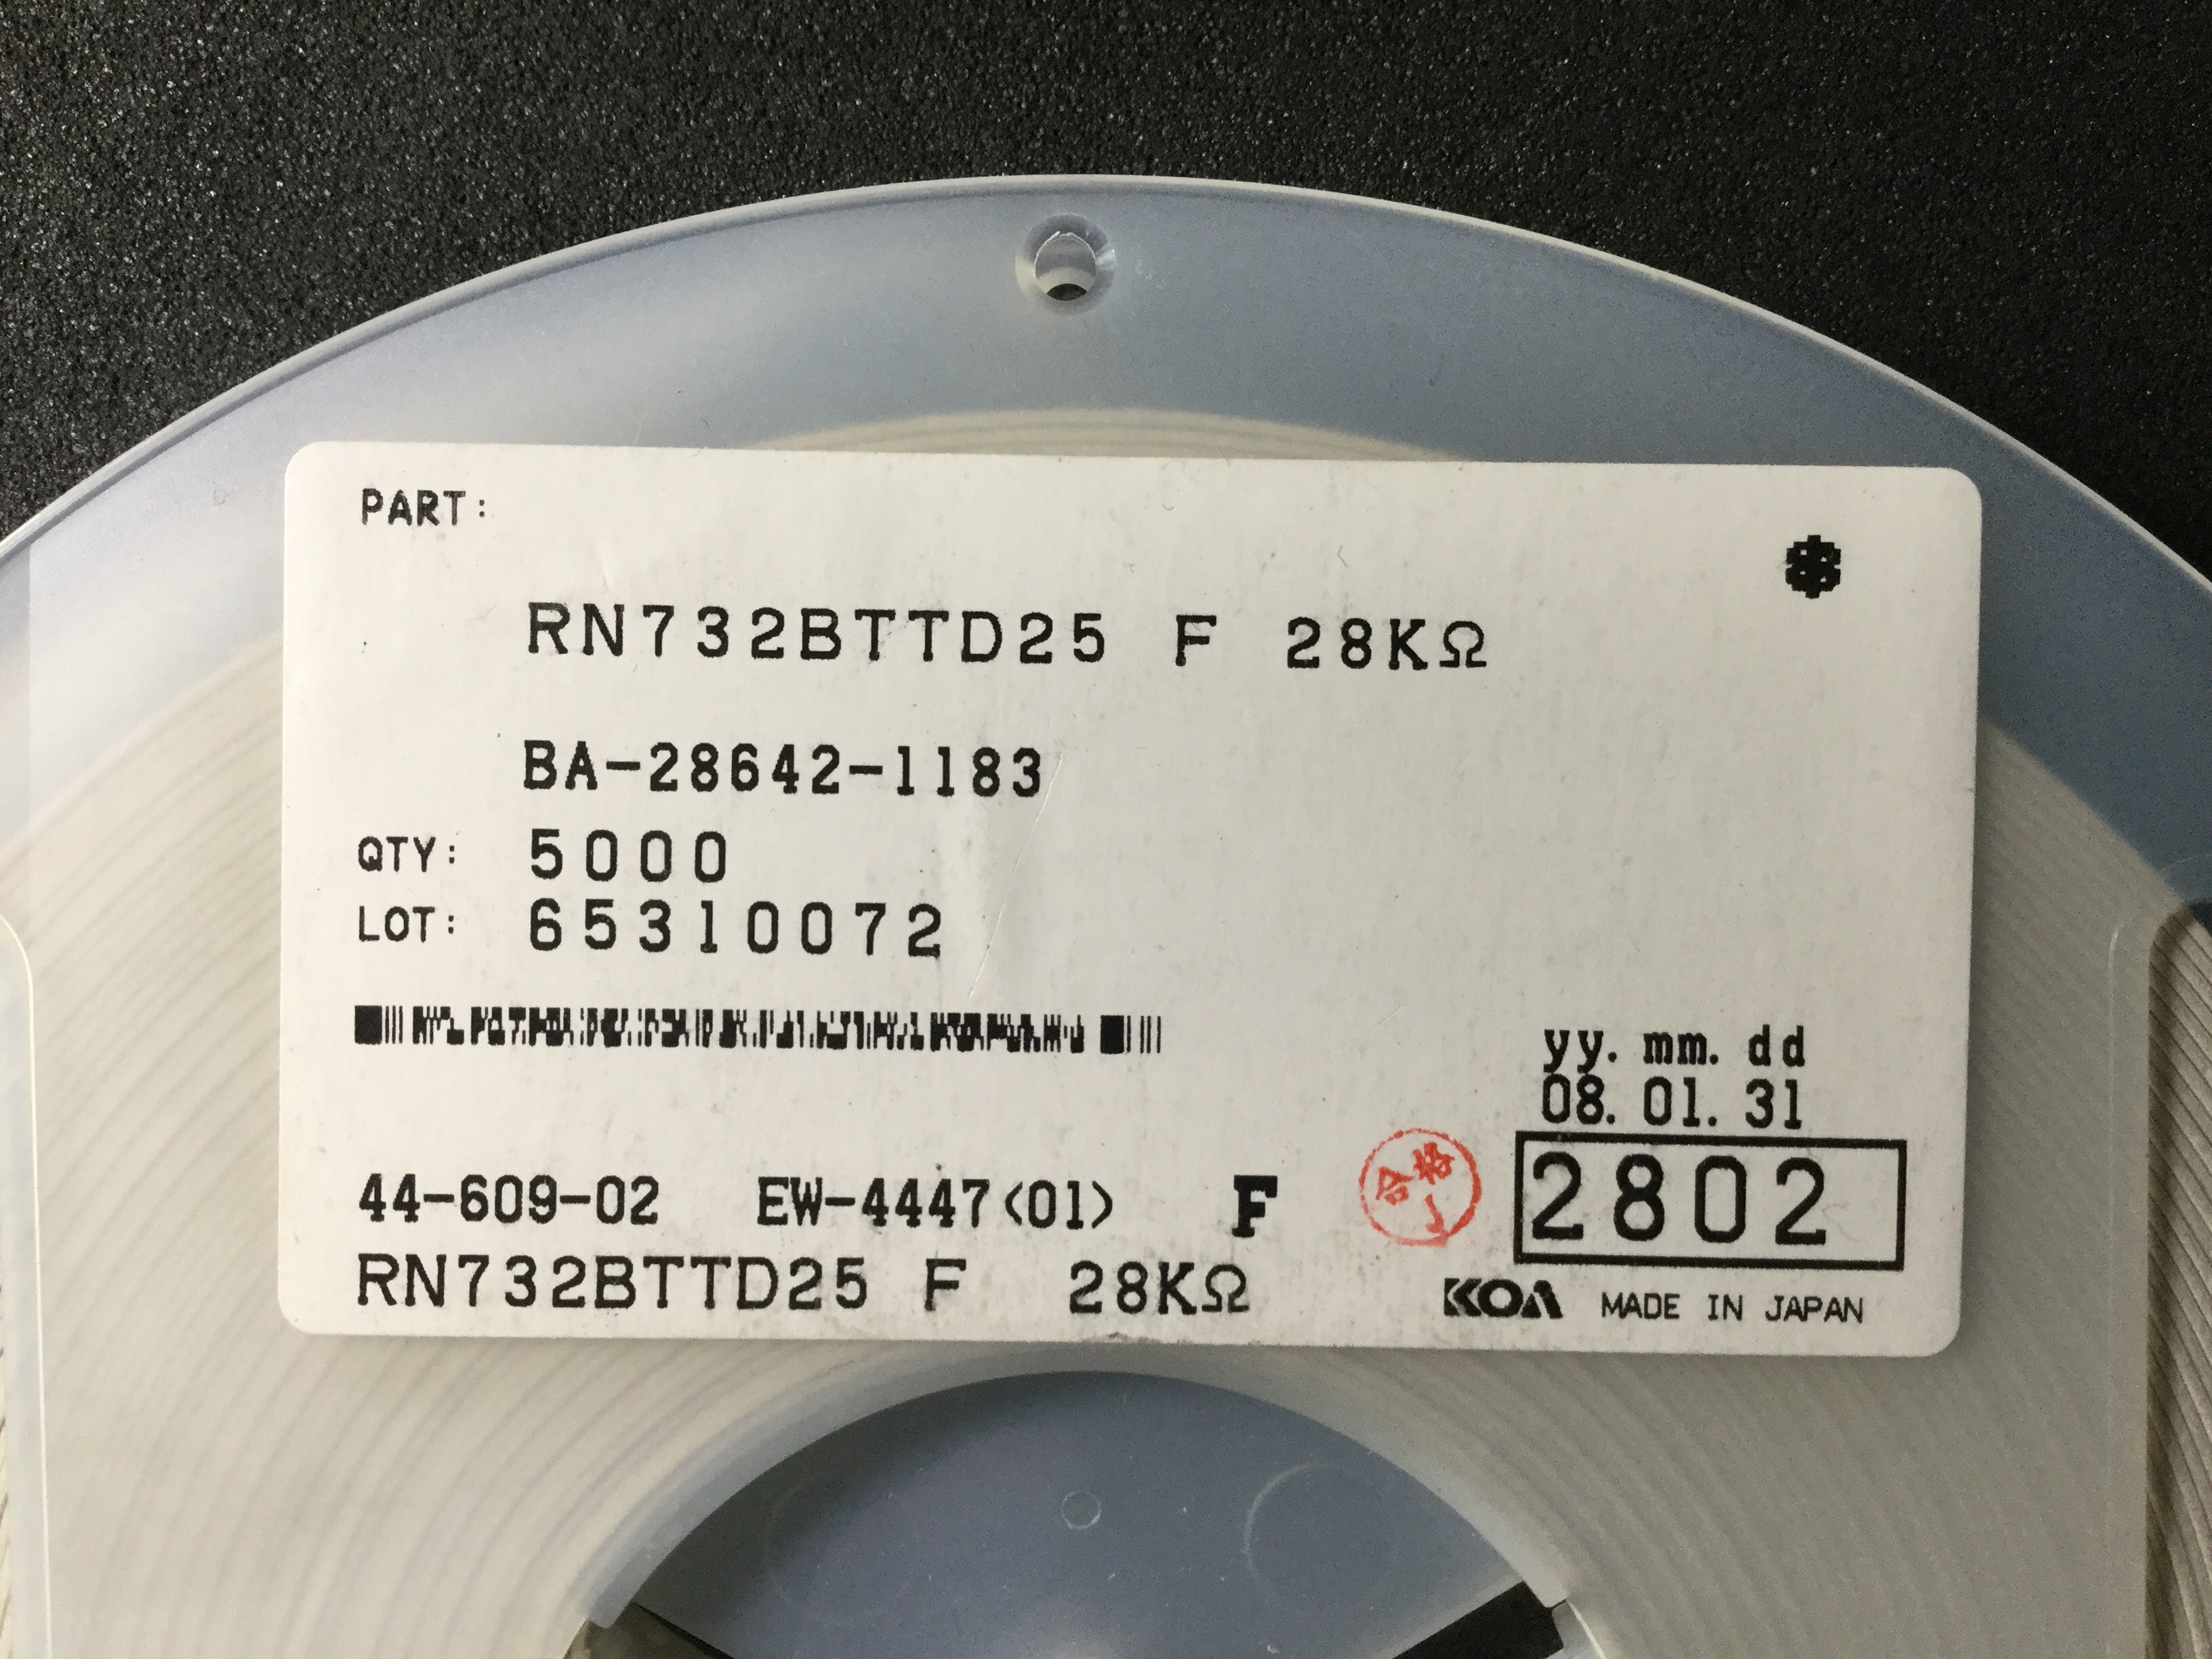 PART:
RN732BTTD25 F 28KΩ
BA-28642-1183
QTY: 5000
LOT: 65310072
yy. mm. dd
08. 01. 31
合格
2802
44-609-02 EW-4447(01) F
RN732BTTD25 F 28KΩ
KOA MADE IN JAPAN